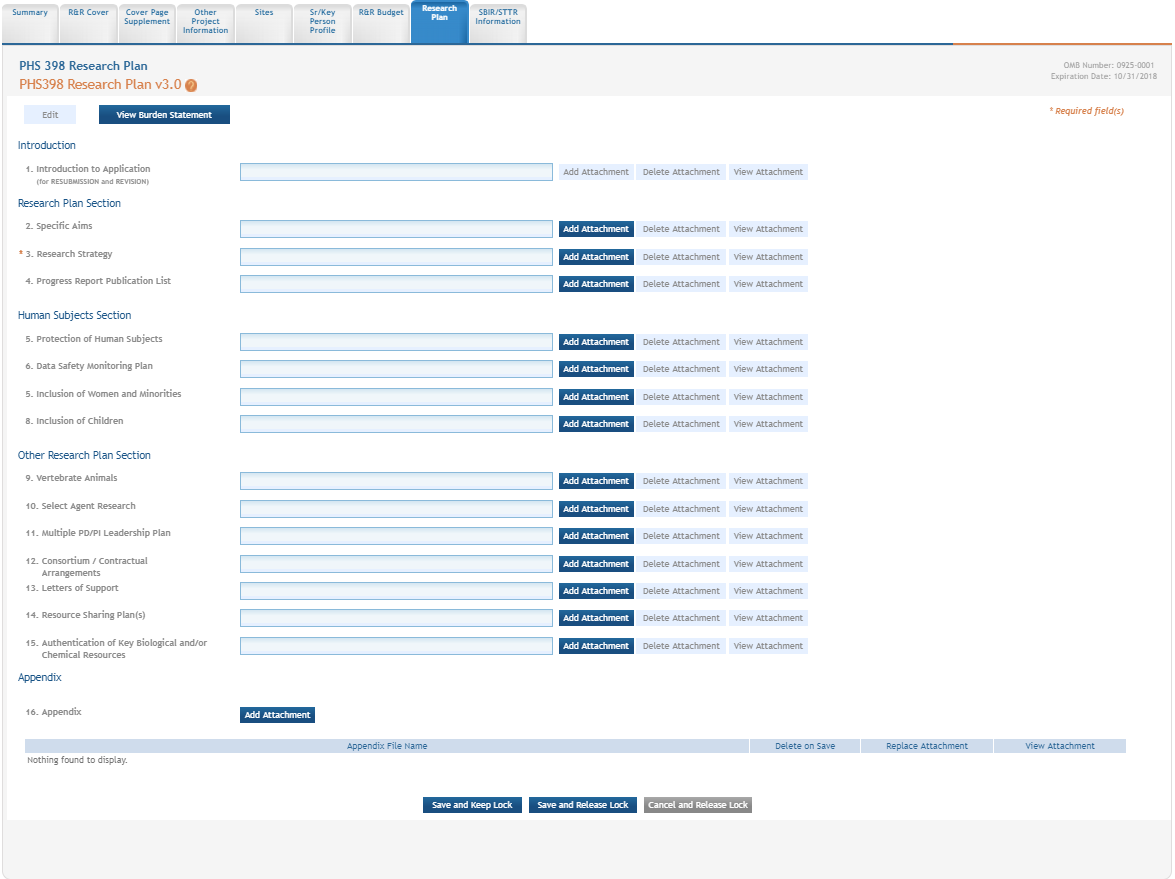 Summary
R&R Cover
Cover Page
Supplement
Other
Project
Information
Sites
Sr/Key
Person
Profile
R&R Budget
Research
Plan
SBIR/STTR
Information
PHS 398 Research Plan
OMB Number: 0925-0001
PHS398 Research Plan v3.0 ?
Expiration Date: 10/31/2018
Edit View Burden Statement * Required field(s)
Introduction
1. Introduction to Application Add Attachment Delete Attachment View Attachment
(for RESUBMISSION and REVISION)
Research Plan Section
2. Specific Aims Add Attachment Delete Attachment View Attachment
* 3. Research Strategy Add Attachment Delete Attachment View Attachment
4. Progress Report Publication List Add Attachment Delete Attachment View Attachment
Human Subjects Section
5. Protection of Human Subjects Add Attachment Delete Attachment View Attachment
6. Data Safety Monitoring Plan Add Attachment Delete Attachment View Attachment
5. Inclusion of Women and Minorities Add Attachment Delete Attachment View Attachment
8. Inclusion of Children Add Attachment Delete Attachment View Attachment
Other Research Plan Section
9. Vertebrate Animals Add Attachment Delete Attachment View Attachment
10. Select Agent Research Add Attachment Delete Attachment View Attachment
11. Multiple PD/PI Leadership Plan Add Attachment Delete Attachment View Attachment
12. Consortium / Contractual Add Attachment Delete Attachment View Attachment
Arrangements
13. Letters of Support Add Attachment Delete Attachment View Attachment
14. Resource Sharing Plan(s) Add Attachment Delete Attachment View Attachment
15. Authentication of Key Biological and/or Add Attachment Delete Attachment View Attachment
Chemical Resources
Appendix
16. Appendix Add Attachment
Appendix File Name Delete on Save Replace Attachment View Attachment
Nothing found to display.
Save and Keep Lock Save and Release Lock Cancel and Release Lock